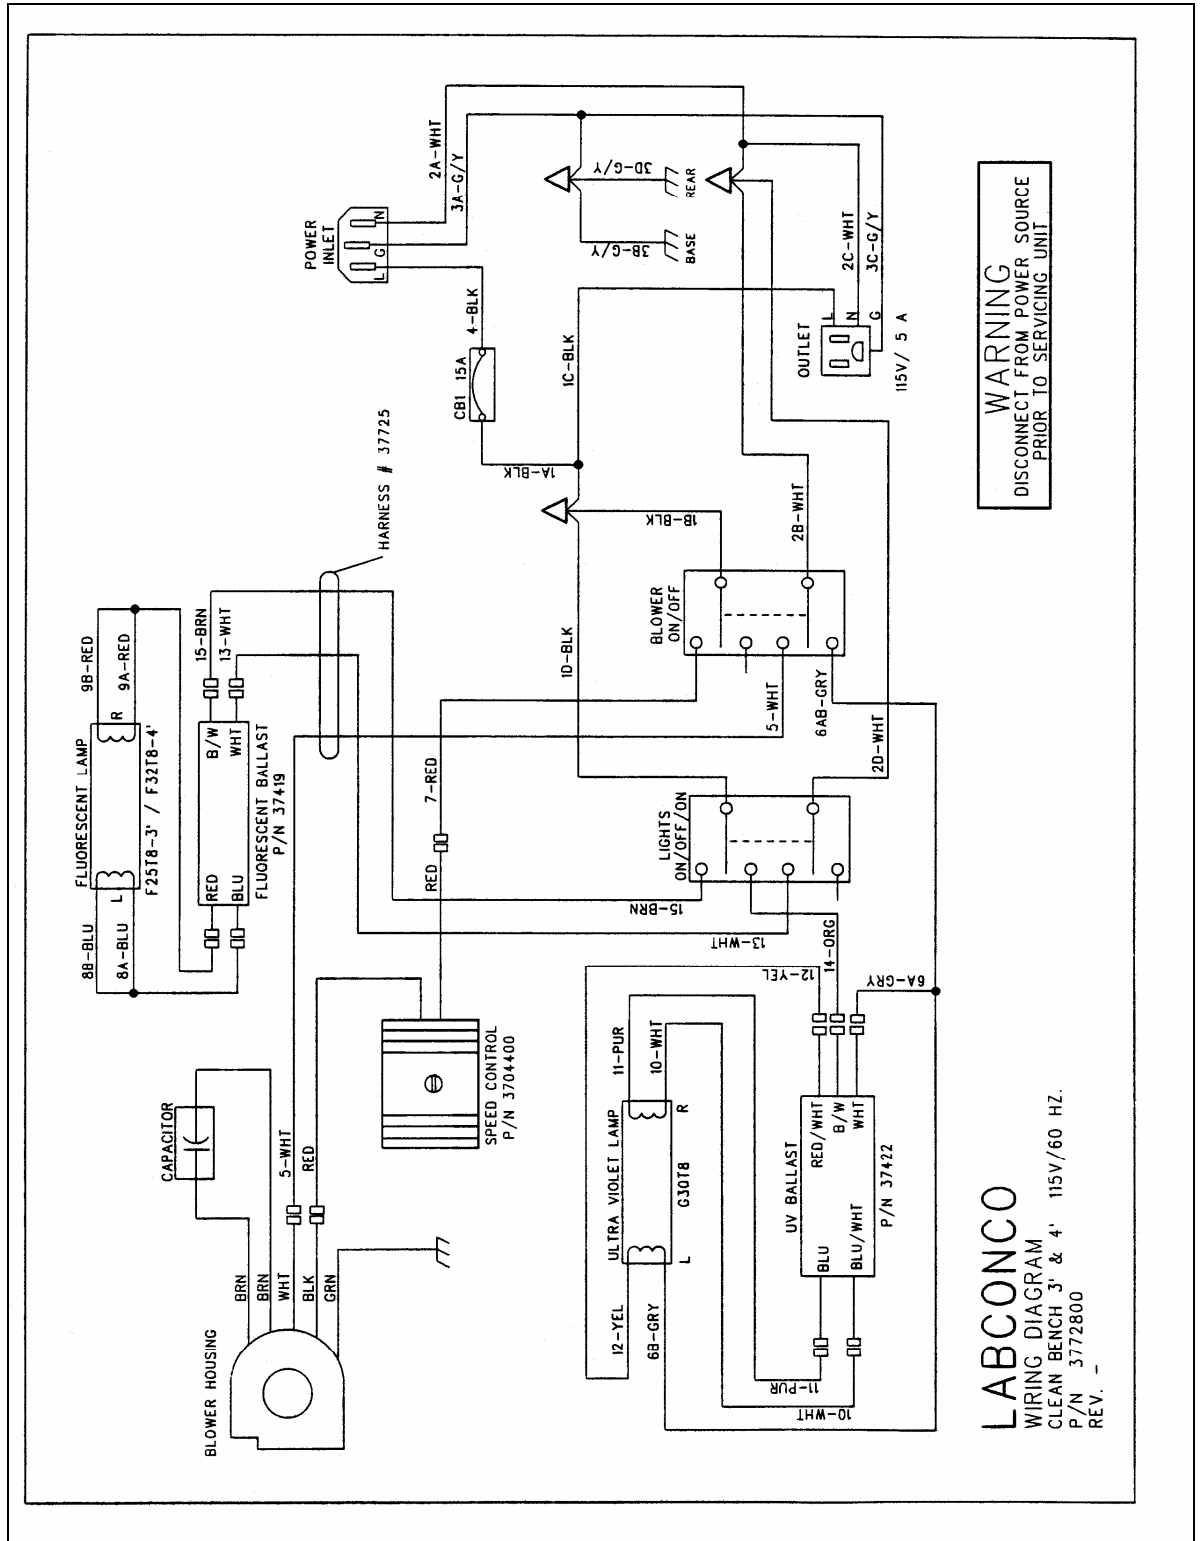 BLOWER HOUSING
BRN
BRN
WHT
BLK
GRN
CAPACITOR
5-WHT
RED
8B-BLU
8A-BLU
FLUORESCENT LAMP
L
R
F25T8-3' / F32T8-4'
9B-RED
9A-RED
RED
BLU
B/W
WHT
FLUORESCENT BALLAST
P/N 37419
15-BRN
13-WHT
HARNESS # 37725
POWER
INLET
L
G
N
2A-WHT
3A-G/Y
4-BLK
CB1 15A
1A-BLK
SPEED CONTROL
P/N 3704400
RED
7-RED
1D-BLK
1C-BLK
1B-BLK
3D-G/Y
REAR
3B-G/Y
BASE
12-YEL
6B-GRY
ULTRA VIOLET LAMP
L
R
G30T8
11-PUR
10-WHT
15-BRN
13-WHT
12-YEL
14-ORG
6A-GRY
LIGHTS
ON/OFF/ON
BLOWER
ON/OFF
5-WHT
6AB-GRY
2D-WHT
2B-WHT
OUTLET
L
N
G
115V/ 5 A
2C-WHT
3C-G/Y
11-PUR
10-WHT
UV BALLAST
BLU
BLU/WHT
RED/WHT
B/W
WHT
P/N 37422
LABCONCO
WIRING DIAGRAM
CLEAN BENCH 3' & 4' 115V/60 HZ.
P/N 3772800
REV. -
WARNING
DISCONNECT FROM POWER SOURCE
PRIOR TO SERVICING UNIT